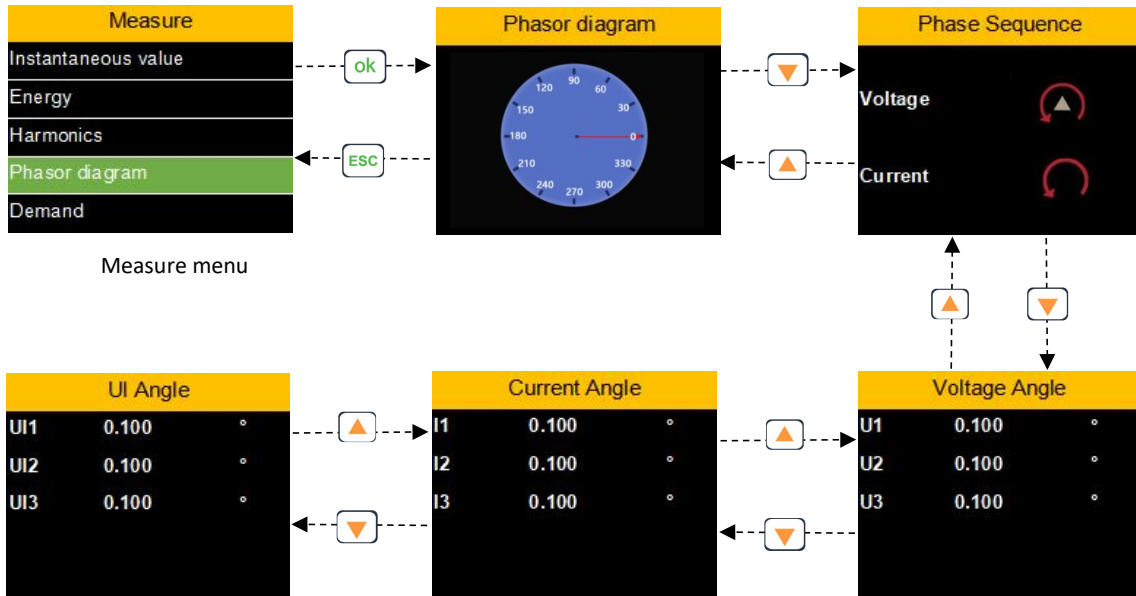 Measure
Instantaneous value
Energy
Harmonics
Phasor diagram
Demand
Measure menu
ok
ESC
Phasor diagram
90
120 60
150 30
180 0
210 330
240 300
270
Phase Sequence
Voltage
Current
UI Angle
UI1 0.100 °
UI2 0.100 °
UI3 0.100 °
Current Angle
I1 0.100 °
I2 0.100 °
I3 0.100 °
Voltage Angle
U1 0.100 °
U2 0.100 °
U3 0.100 °